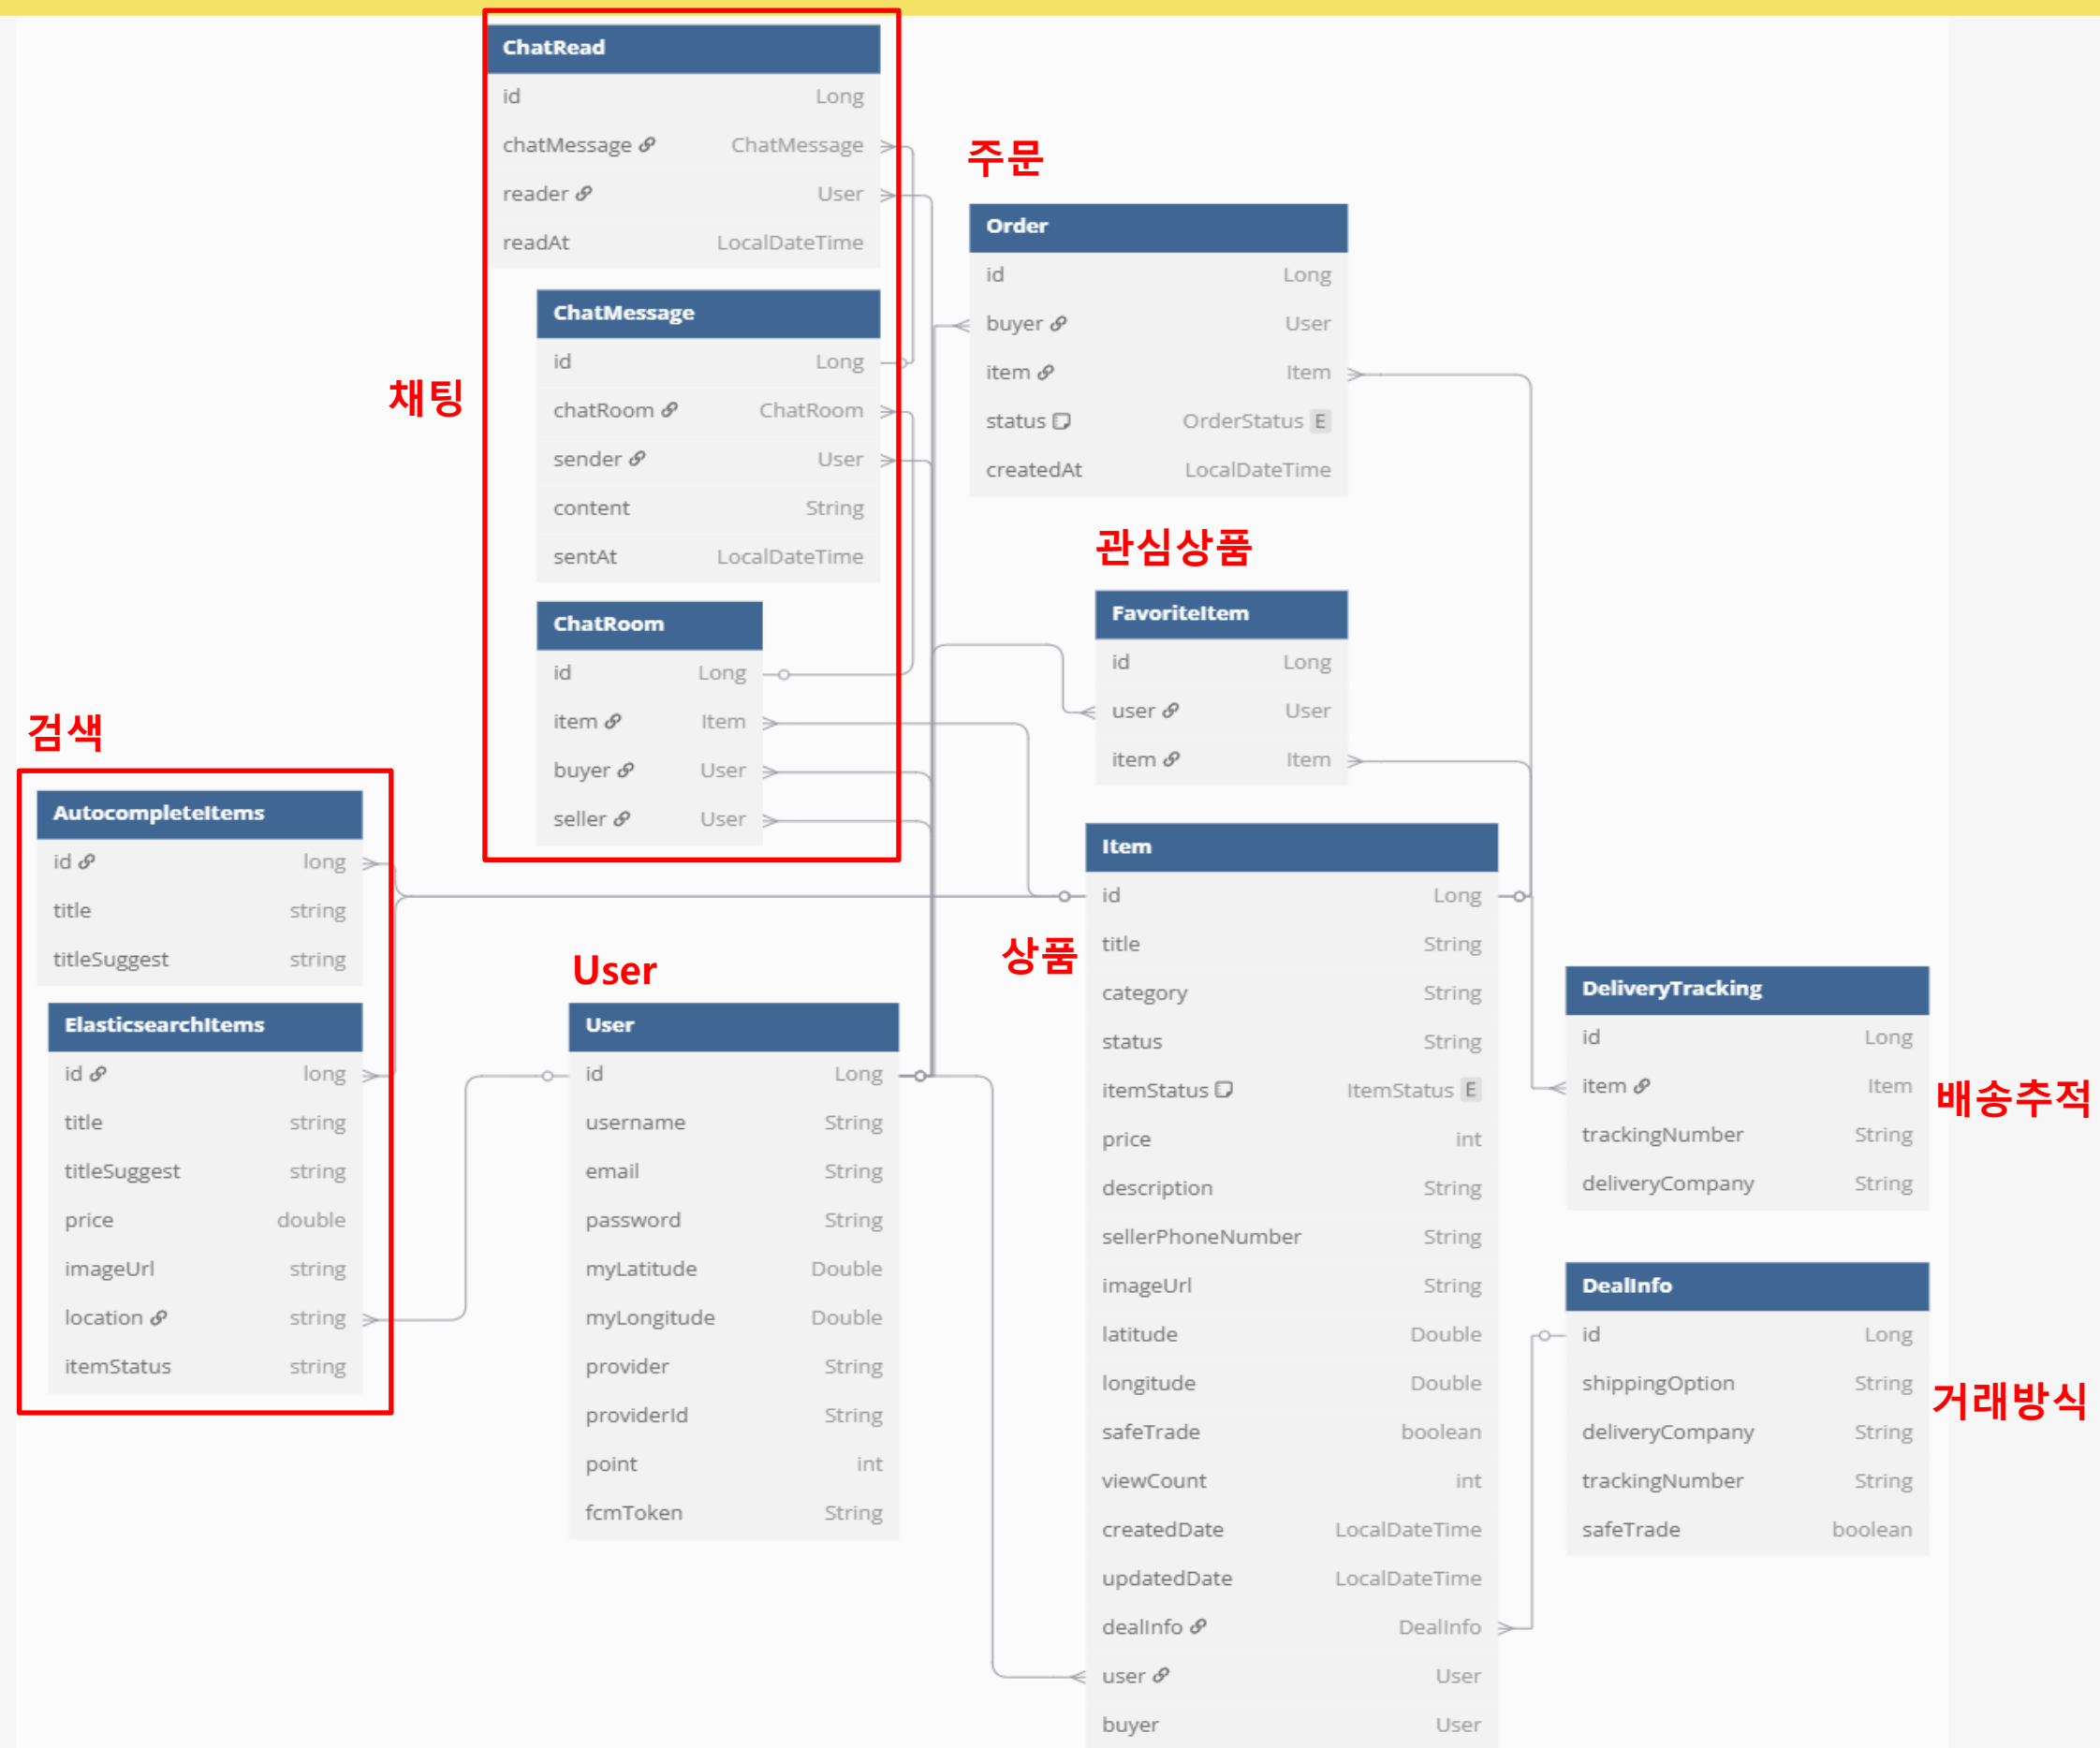 채팅
ChatRead
id Long
chatMessage ChatMessage
reader User
readAt LocalDateTime
ChatMessage
id Long
chatRoom ChatRoom
sender User
content String
sentAt LocalDateTime
ChatRoom
id Long
item Item
buyer User
seller User
주문
Order
id Long
buyer User
item Item
status OrderStatus E
createdAt LocalDateTime
관심상품
FavoriteItem
id Long
user User
item Item
검색
AutocompleteItems
id long
title string
titleSuggest string
ElasticsearchItems
id long
title string
titleSuggest string
price double
imageUrl string
location string
itemStatus string
User
User
id Long
username String
email String
password String
myLatitude Double
myLongitude Double
provider String
providerId String
point int
fcmToken String
상품
Item
id Long
title String
category String
status String
itemStatus ItemStatus E
price int
description String
sellerPhoneNumber String
imageUrl String
latitude Double
longitude Double
safeTrade boolean
viewCount int
createdDate LocalDateTime
updatedDate LocalDateTime
dealInfo DealInfo
user User
buyer User
배송추적
DeliveryTracking
id Long
item Item
trackingNumber String
deliveryCompany String
거래방식
DealInfo
id Long
shippingOption String
deliveryCompany String
trackingNumber String
safeTrade boolean